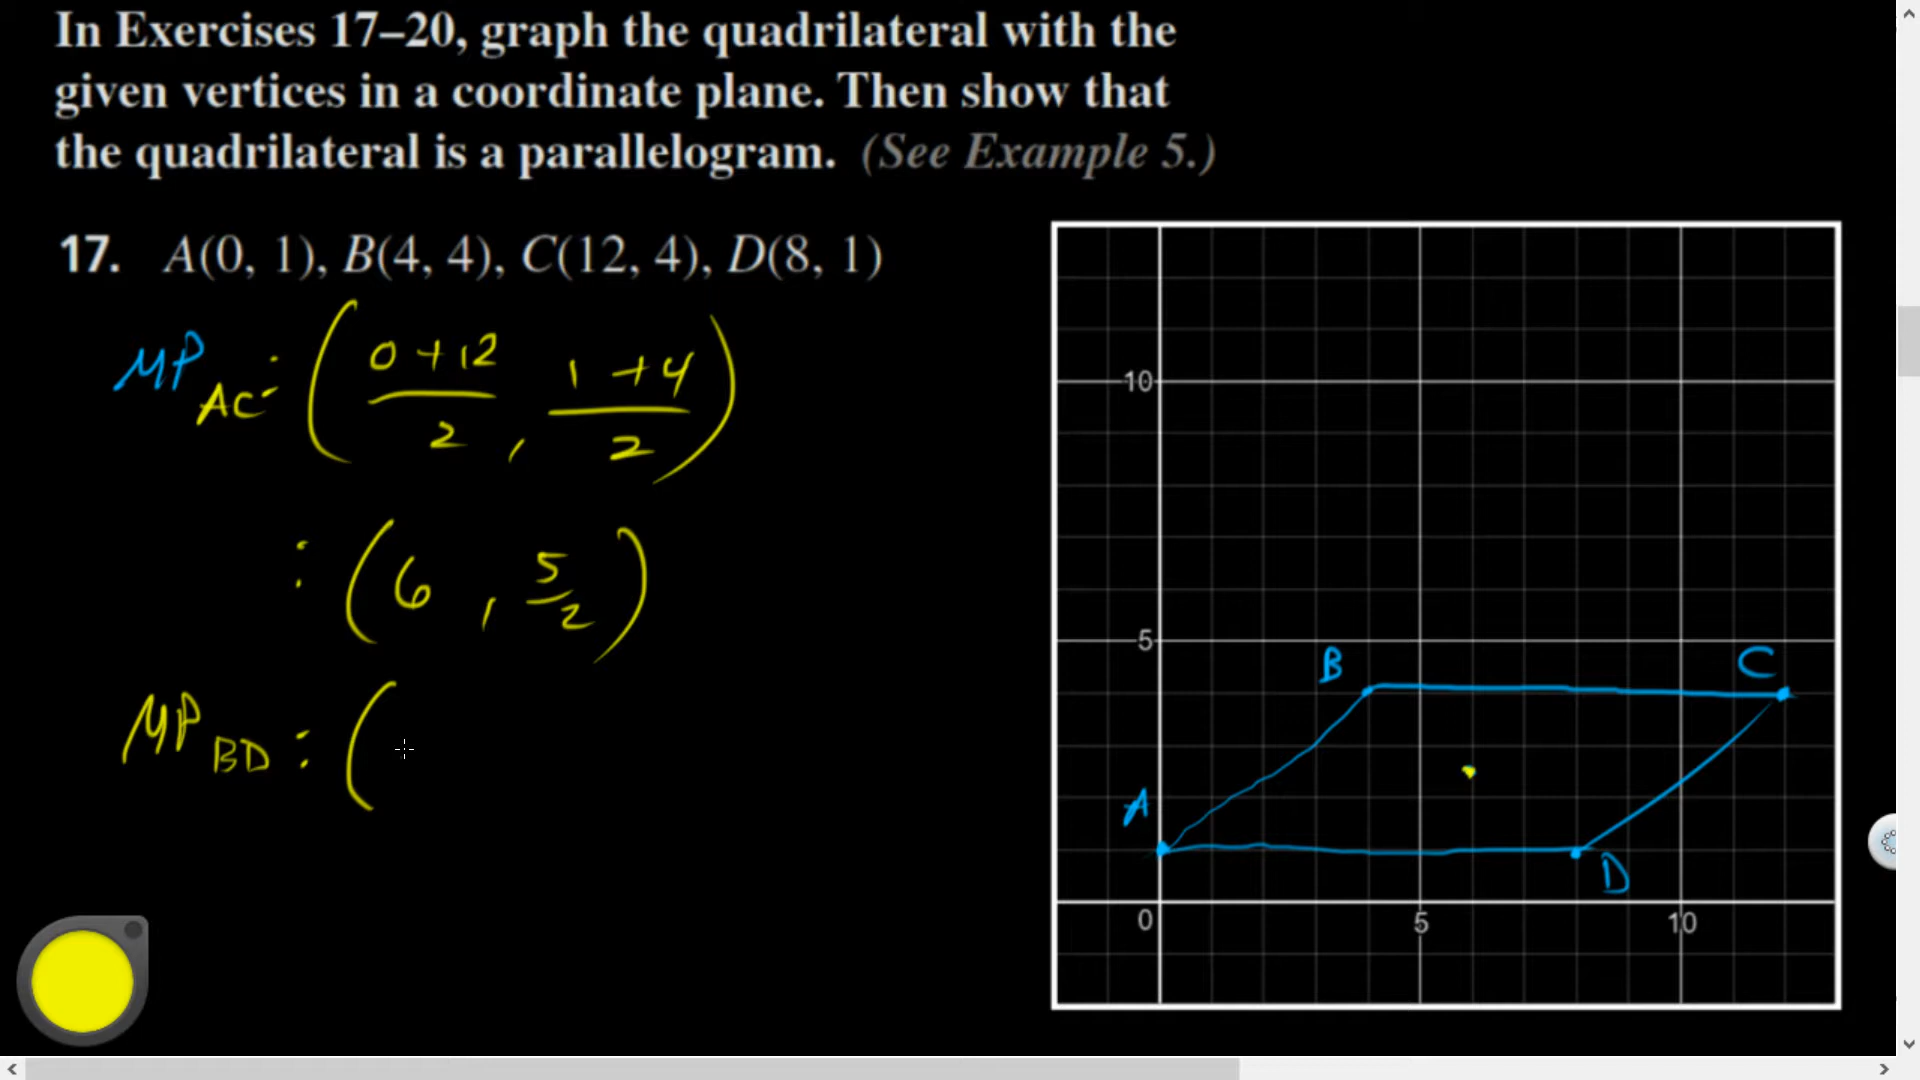 In Exercises 17–20, graph the quadrilateral with the
given vertices in a coordinate plane. Then show that
the quadrilateral is a parallelogram. (See Example 5.)
17. A(0, 1), B(4, 4), C(12, 4), D(8, 1)
MP AC : ( 0 + 12 / 2 , 1 + 4 / 2 )
: ( 6 , 5/2 )
MP BD : (
10
5
B C
A
D
0 5 10